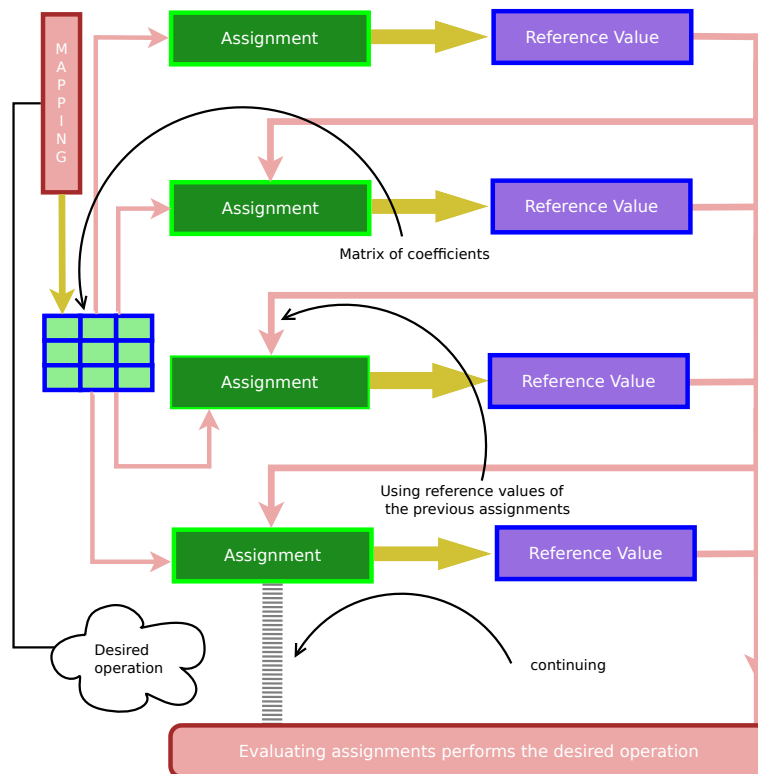 MAPPING
Assignment
Reference Value
Assignment
Reference Value
Matrix of coefficients
Assignment
Reference Value
Using reference values of
the previous assignments
Assignment
Reference Value
Desired
operation
continuing
Evaluating assignments performs the desired operation